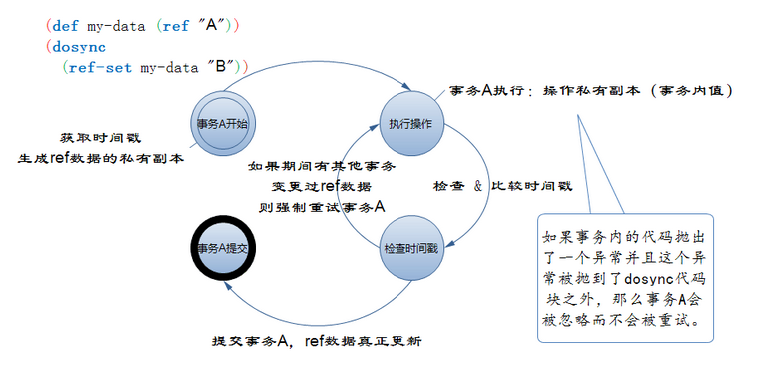 (def my-data (ref "A"))
(dosync
(ref-set my-data "B"))
事务A开始
执行操作
事务A执行：操作私有副本（事务内值）
获取时间戳
生成ref数据的私有副本
如果期间有其他事务
变更过ref数据
则强制重试事务A
检查 & 比较时间戳
事务A提交
检查时间戳
如果事务内的代码抛出
了一个异常并且这个异
常被抛到了dosync代码
块之外，那么事务A会
被忽略而不会被重试。
提交事务A，ref数据真正更新